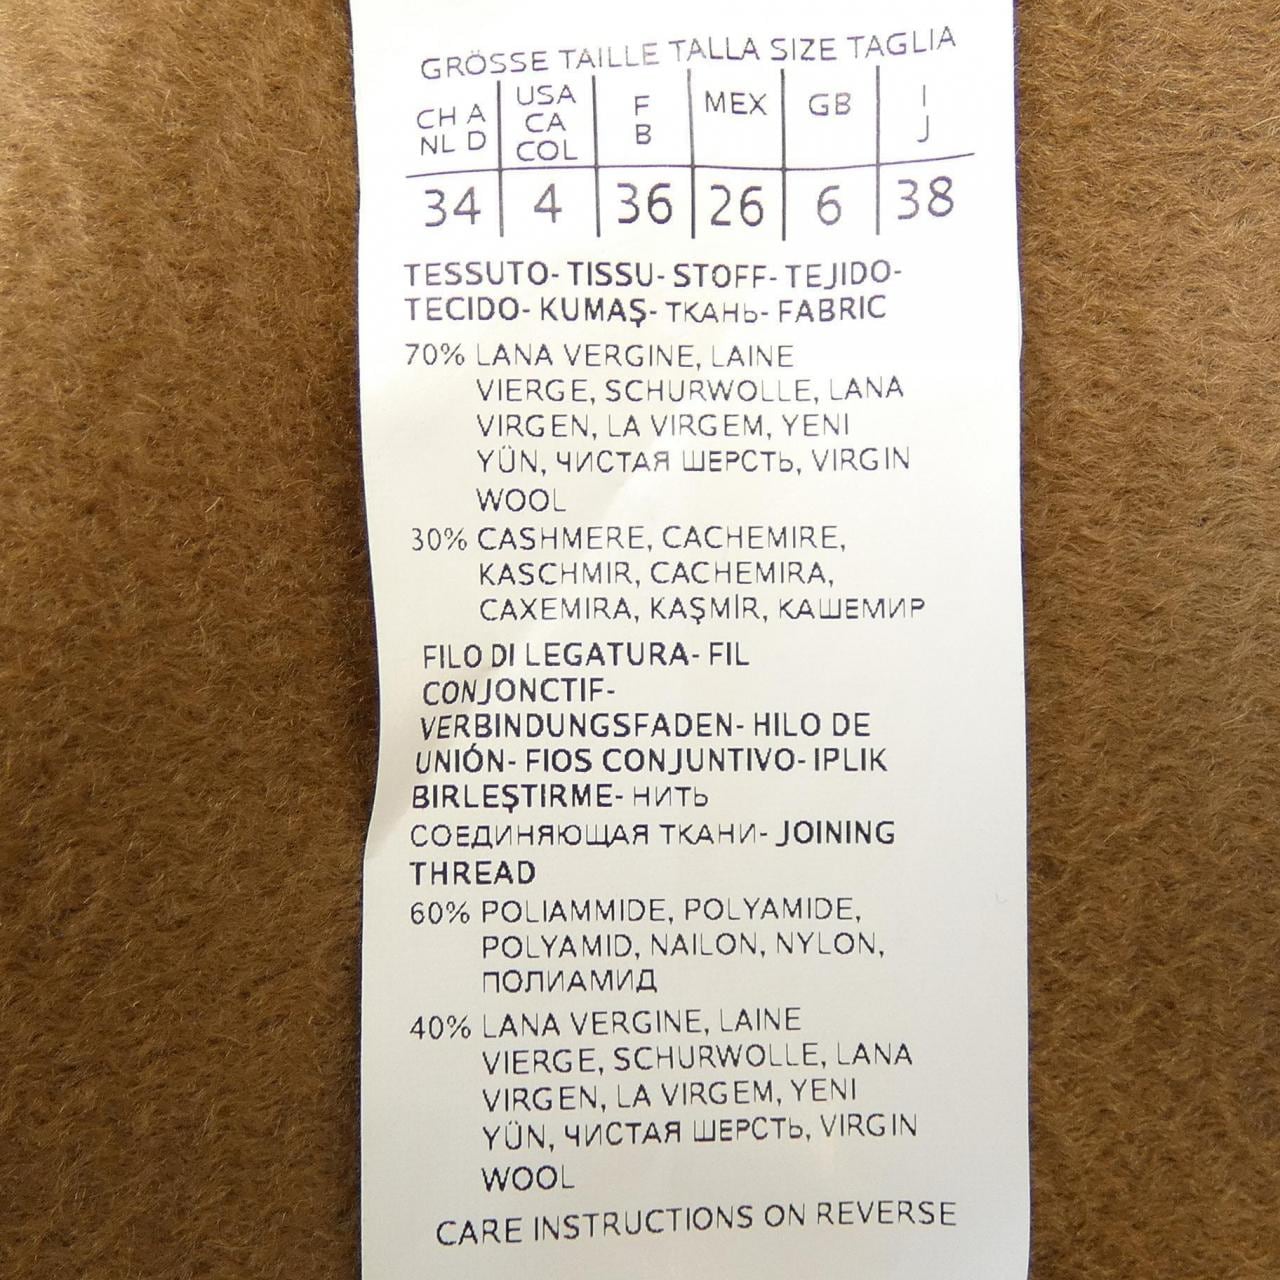 GRÖSSE TAILLE TALLA SIZE TAGLIA
CH A NL D USA CA COL F B MEX GB I J
34 4 36 26 6 38
TESSUTO- TISSU- STOFF- TEJIDO-
TECIDO- KUMAŞ- ТКАНЬ- FABRIC
70% LANA VERGINE, LAINE
VIERGE, SCHURWOLLE, LANA
VIRGEN, LA VIRGEM, YENI
YÜN, ЧИСТАЯ ШЕРСТЬ, VIRGIN
WOOL
30% CASHMERE, CACHEMIRE,
KASCHMIR, CACHEMIRA,
CAXEMIRA, KAŞMİR, КАШЕМИР
FILO DI LEGATURA- FIL
CONJONCTIF-
VERBINDUNGSFADEN- HILO DE
UNIÓN- FIOS CONJUNTIVO- IPLIK
BIRLEŞTIRME- НИТЬ
СОЕДИНЯЮЩАЯ ТКАНИ- JOINING
THREAD
60% POLIAMMIDE, POLYAMIDE,
POLYAMID, NAILON, NYLON,
ПОЛИАМИД
40% LANA VERGINE, LAINE
VIERGE, SCHURWOLLE, LANA
VIRGEN, LA VIRGEM, YENI
YÜN, ЧИСТАЯ ШЕРСТЬ, VIRGIN
WOOL
CARE INSTRUCTIONS ON REVERSE